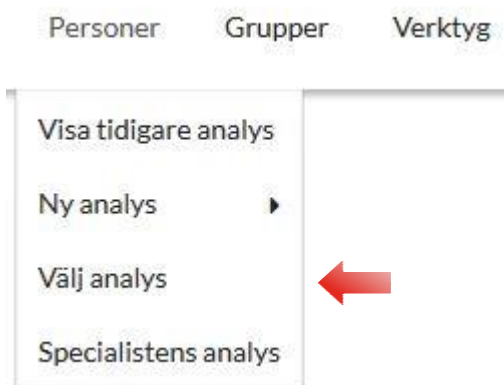 Personer Grupper Verktyg
Visa tidigare analys
Ny analys
Välj analys
Specialistens analys